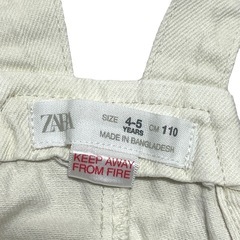 ZARA
SIZE 4-5 YEARS CM 110
MADE IN BANGLADESH
KEEP AWAY
FROM FIRE